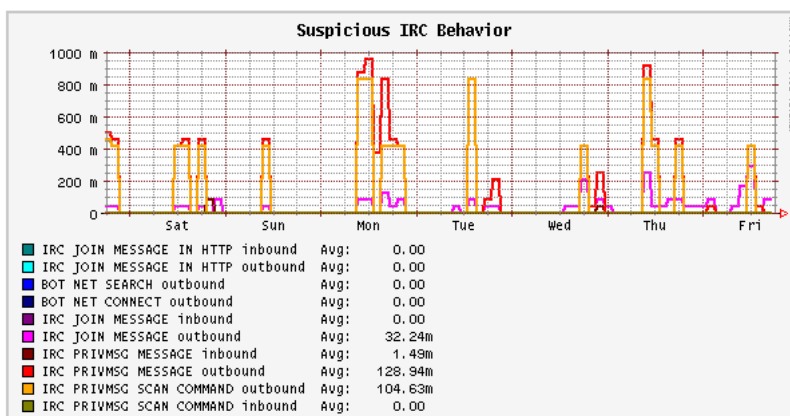 Suspicious IRC Behavior
1000 m
800 m
600 m
400 m
200 m
0
Sat Sun Mon Tue Wed Thu Fri
IRC JOIN MESSAGE IN HTTP inbound Avg: 0.00
IRC JOIN MESSAGE IN HTTP outbound Avg: 0.00
BOT NET SEARCH outbound Avg: 0.00
BOT NET CONNECT outbound Avg: 0.00
IRC JOIN MESSAGE inbound Avg: 0.00
IRC JOIN MESSAGE outbound Avg: 32.24m
IRC PRIVMSG MESSAGE inbound Avg: 1.49m
IRC PRIVMSG MESSAGE outbound Avg: 128.94m
IRC PRIVMSG SCAN COMMAND outbound Avg: 104.63m
IRC PRIVMSG SCAN COMMAND inbound Avg: 0.00